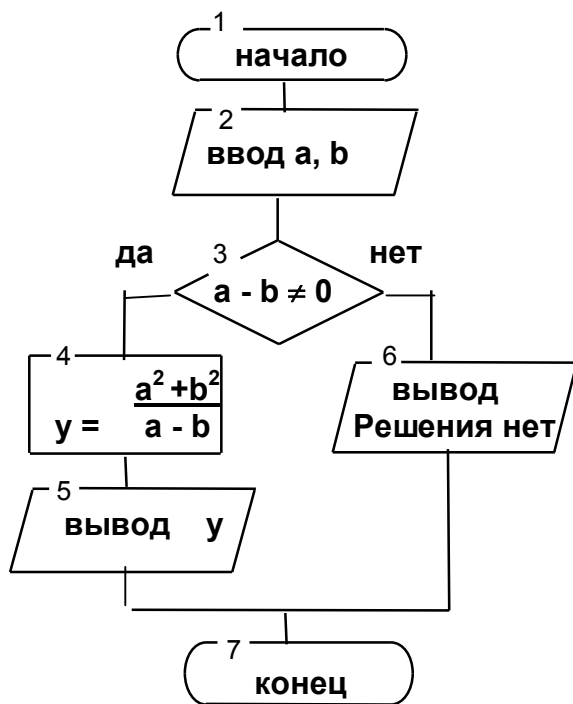 1
начало
2
ввод a, b
да
3
нет
a - b ≠ 0
4
a² +b²
y = a - b
6
вывод
Решения нет
5
вывод y
7
конец